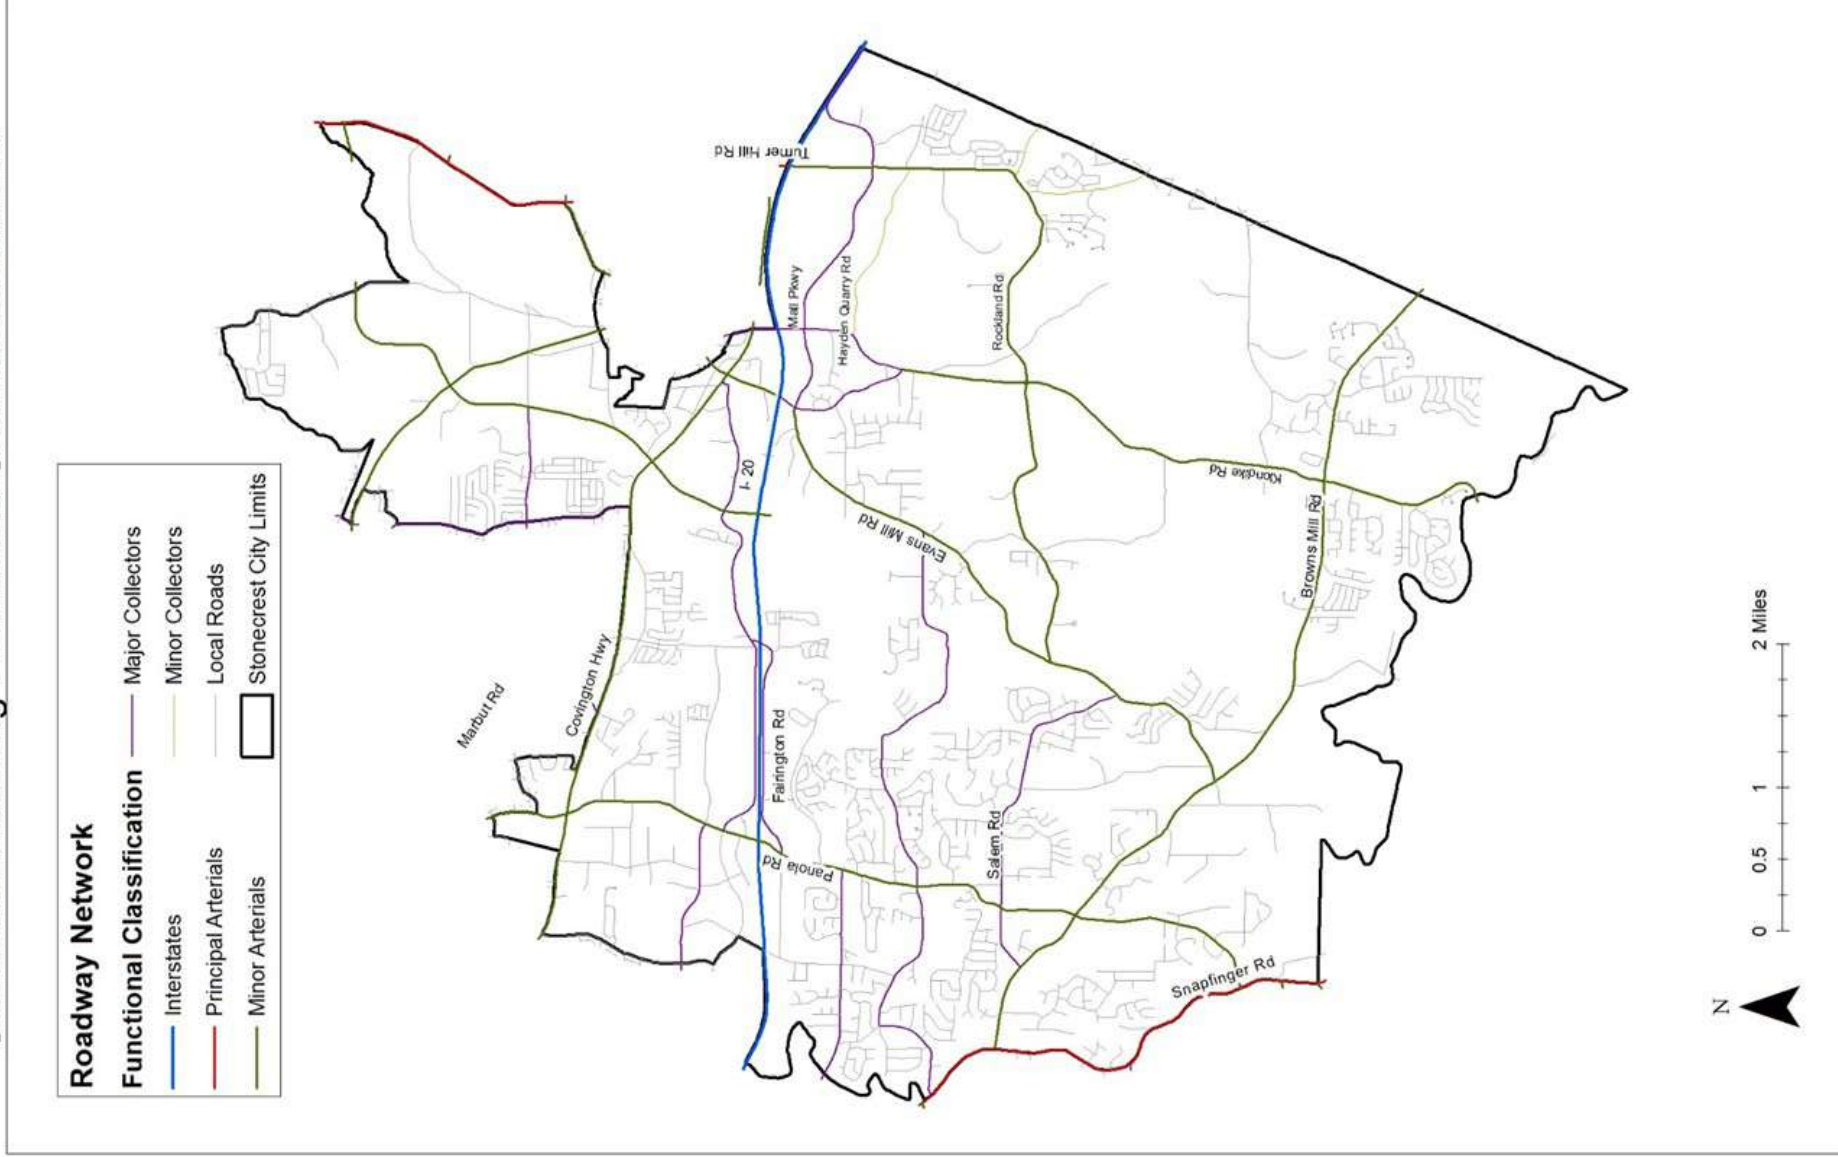 Roadway Network
Functional Classification
Interstates
Principal Arterials
Minor Arterials
Major Collectors
Minor Collectors
Local Roads
Stonecrest City Limits
Marbut Rd
Covington Hwy
Turner Hill Rd
I- 20
Mall Pkwy
Hayden Quarry Rd
Rockland Rd
Evans Mill Rd
Klondike Rd
Browns Mill Rd
Fairington Rd
Panola Rd
Salem Rd
Snapfinger Rd
N
0 0.5 1 2 Miles